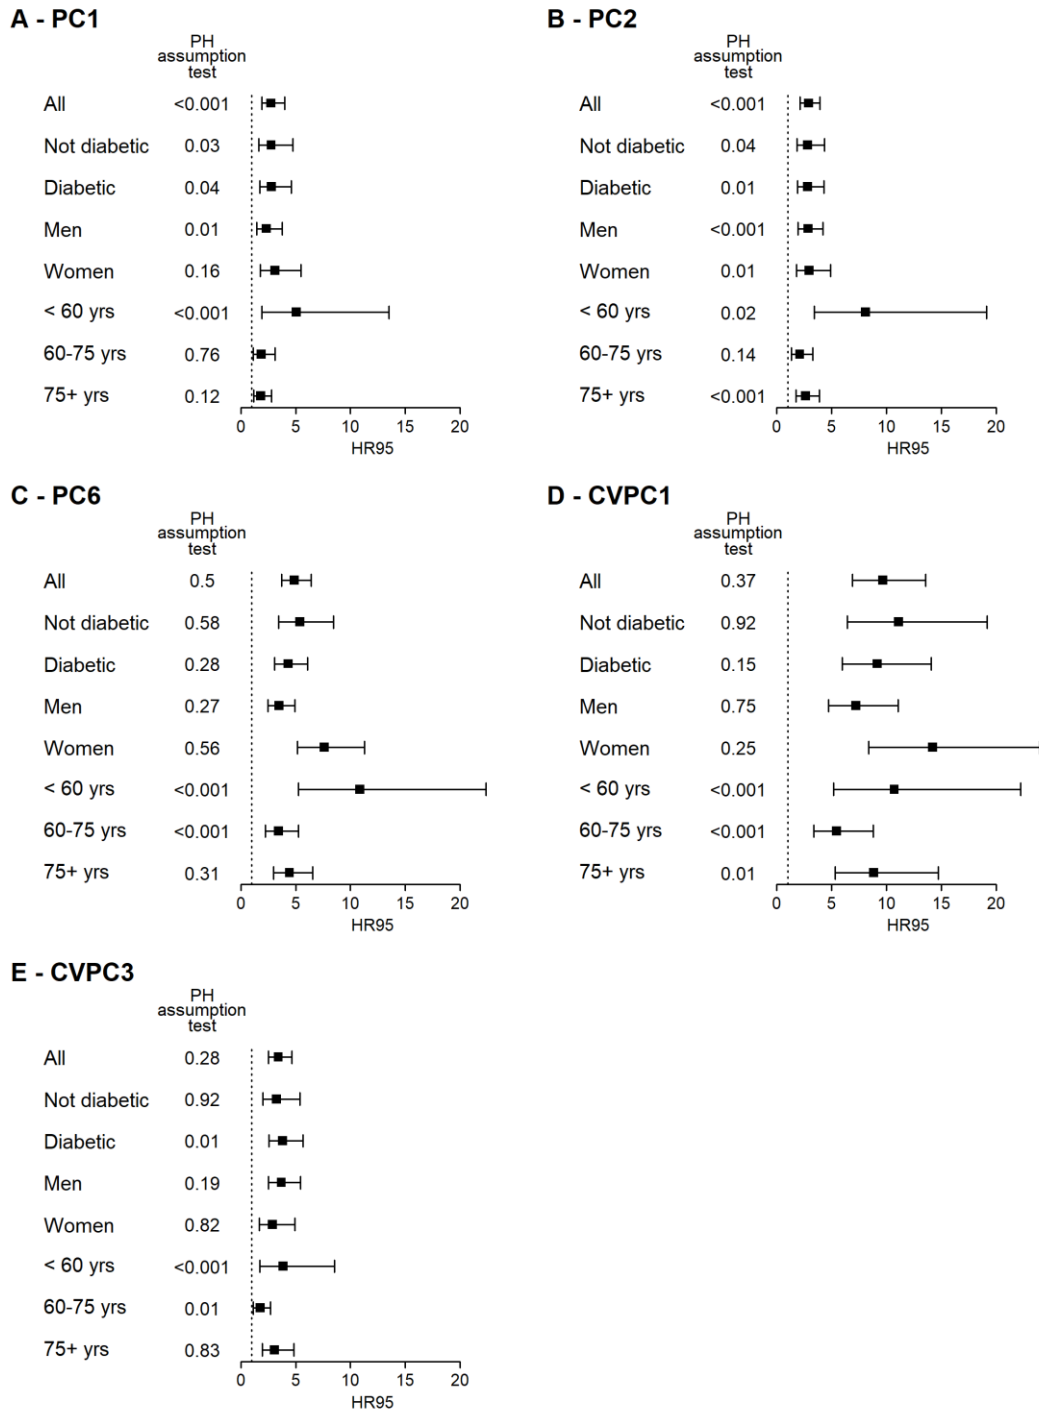 A - PC1
PH
assumption
test
All <0.001
Not diabetic 0.03
Diabetic 0.04
Men 0.01
Women 0.16
< 60 yrs <0.001
60-75 yrs 0.76
75+ yrs 0.12
0 5 10 15 20
HR95
B - PC2
PH
assumption
test
All <0.001
Not diabetic 0.04
Diabetic 0.01
Men <0.001
Women 0.01
< 60 yrs 0.02
60-75 yrs 0.14
75+ yrs <0.001
0 5 10 15 20
HR95
C - PC6
PH
assumption
test
All 0.5
Not diabetic 0.58
Diabetic 0.28
Men 0.27
Women 0.56
< 60 yrs <0.001
60-75 yrs <0.001
75+ yrs 0.31
0 5 10 15 20
HR95
D - CVPC1
PH
assumption
test
All 0.37
Not diabetic 0.92
Diabetic 0.15
Men 0.75
Women 0.25
< 60 yrs <0.001
60-75 yrs <0.001
75+ yrs 0.01
0 5 10 15 20
HR95
E - CVPC3
PH
assumption
test
All 0.28
Not diabetic 0.92
Diabetic 0.01
Men 0.19
Women 0.82
< 60 yrs <0.001
60-75 yrs 0.01
75+ yrs 0.83
0 5 10 15 20
HR95